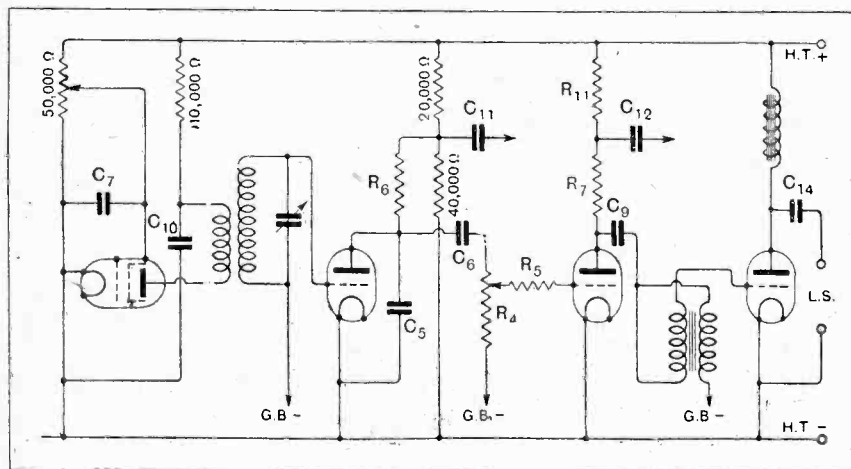 H.T.+
50,000 Ω
10,000 Ω
20,000 Ω
R11
C11
C12
C7
R6
40,000 Ω
R7
C14
C10
C9
C6
R5
L.S.
C5
R4
G.B -
G.B1 -
G.B -
H.T -